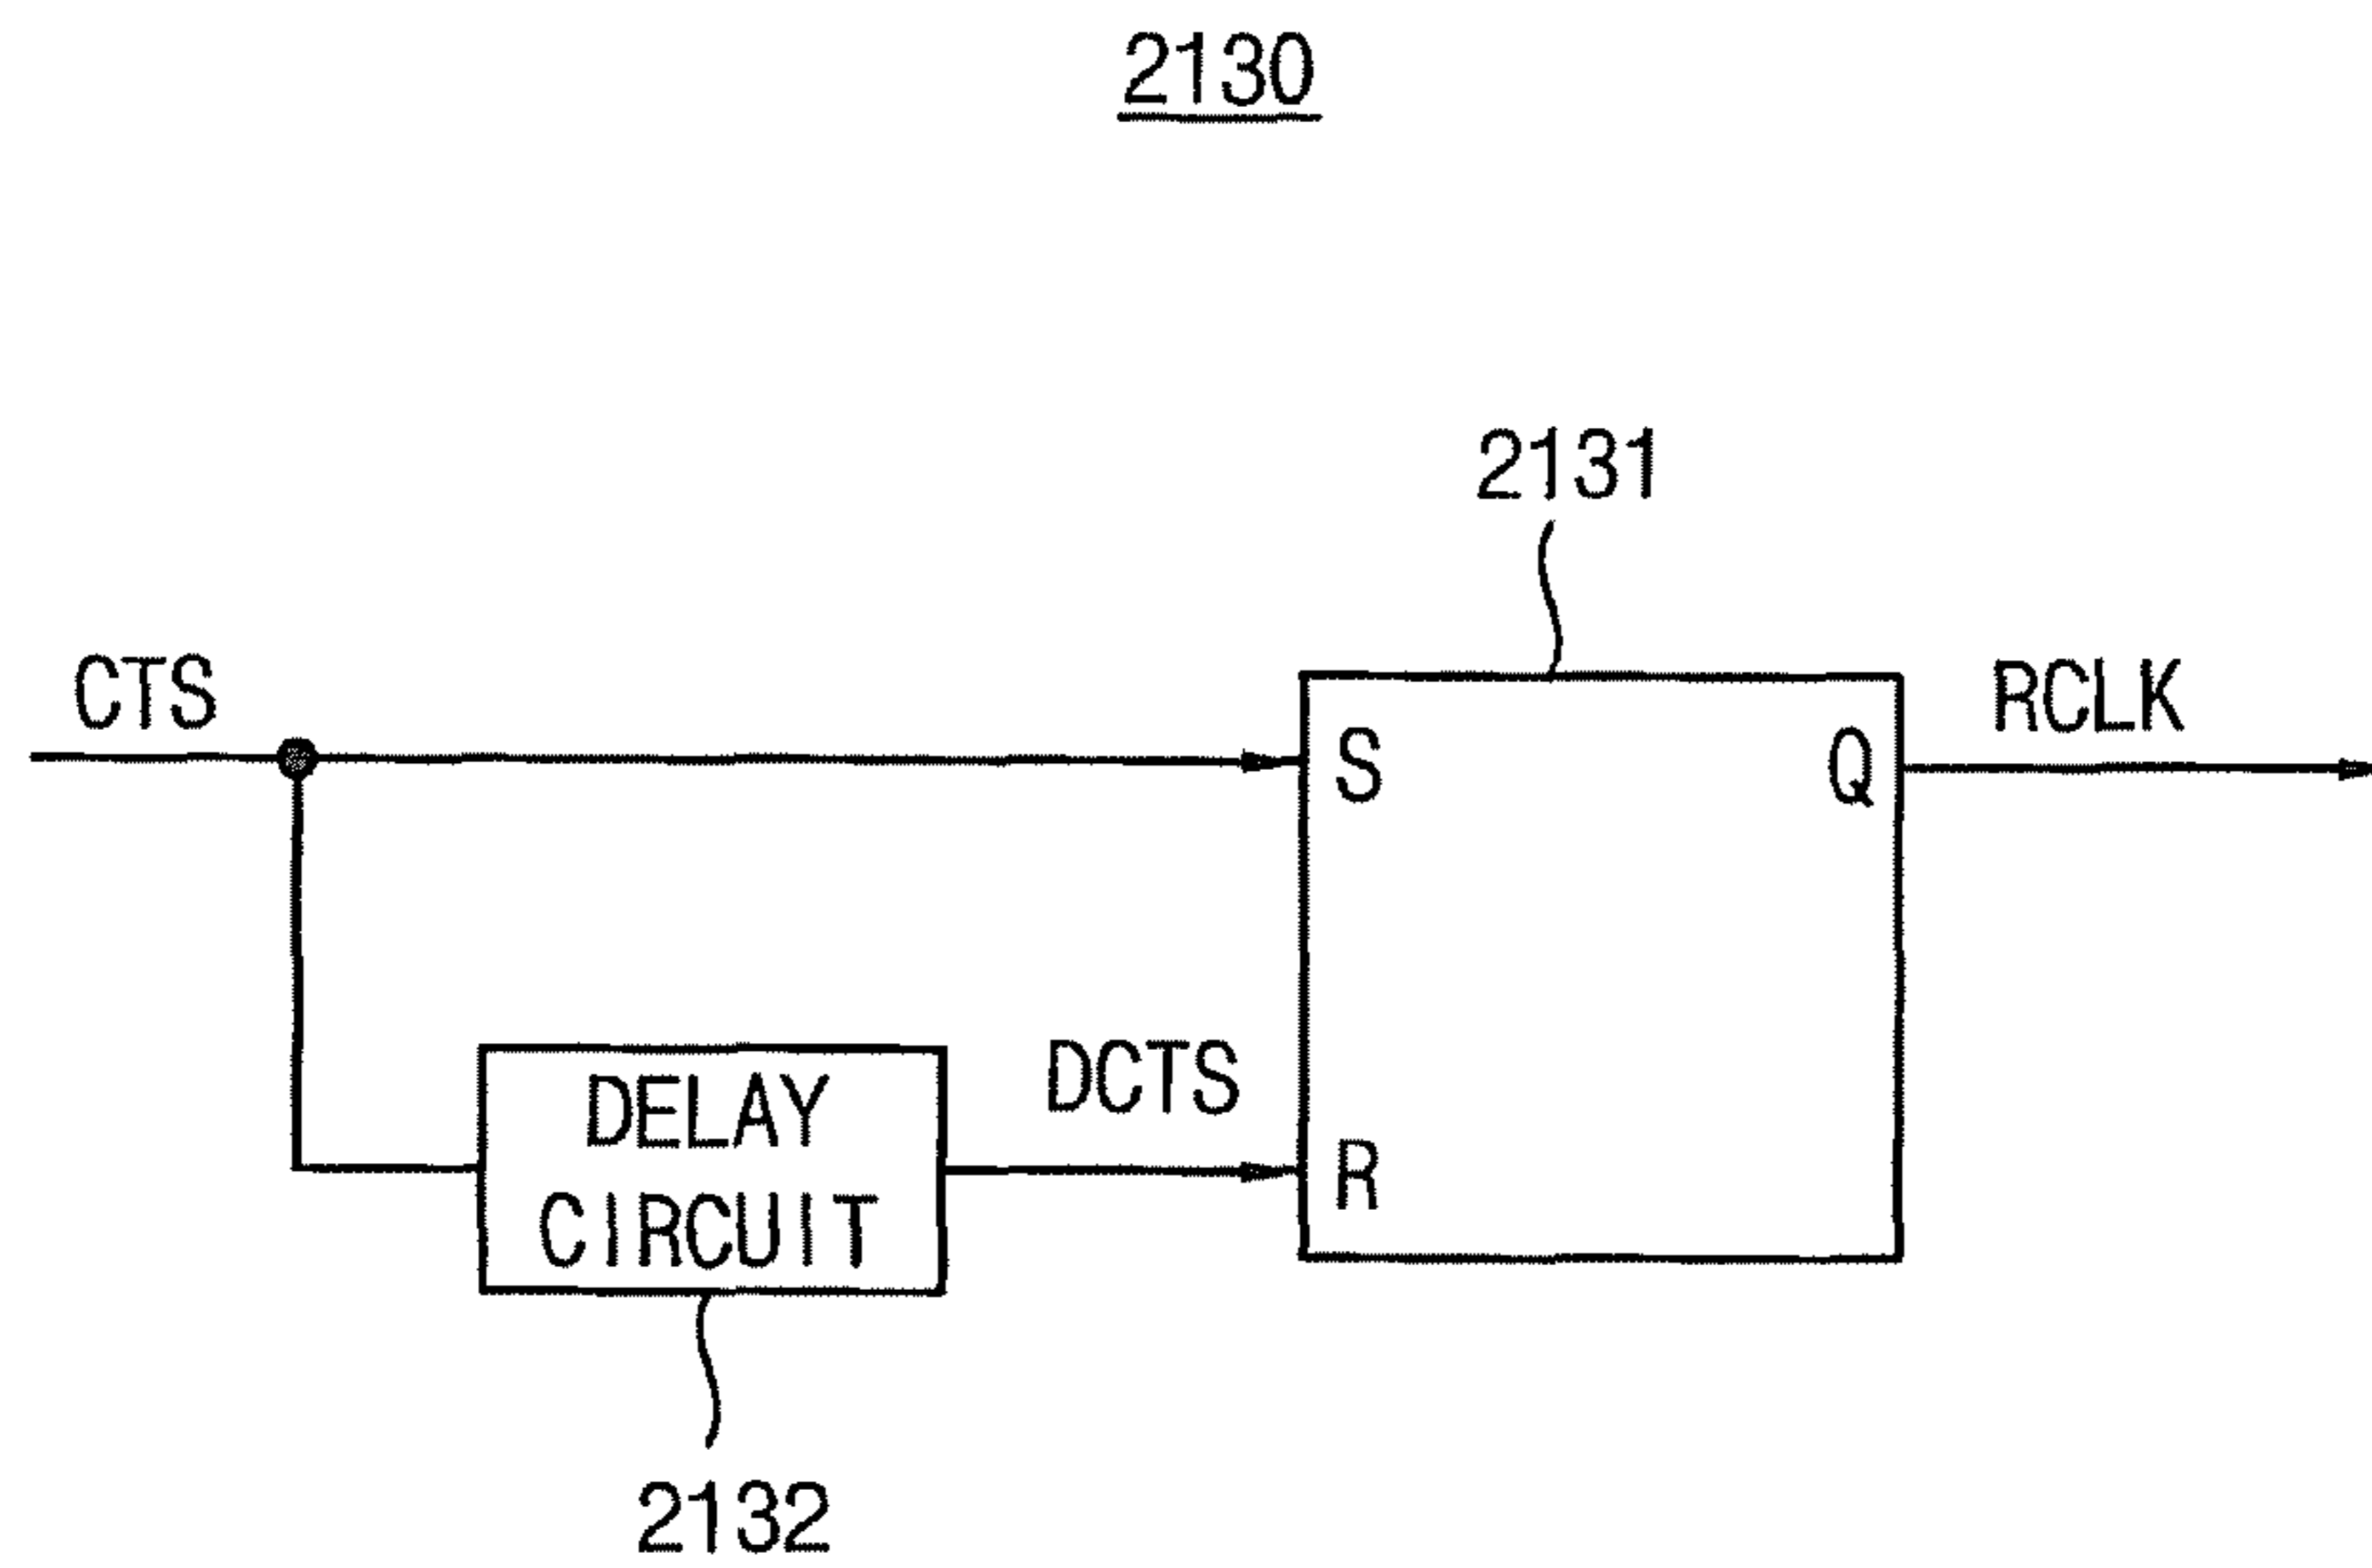 2130
2131
CTS
RCLK
S
Q
DCTS
DELAY
CIRCUIT
R
2132